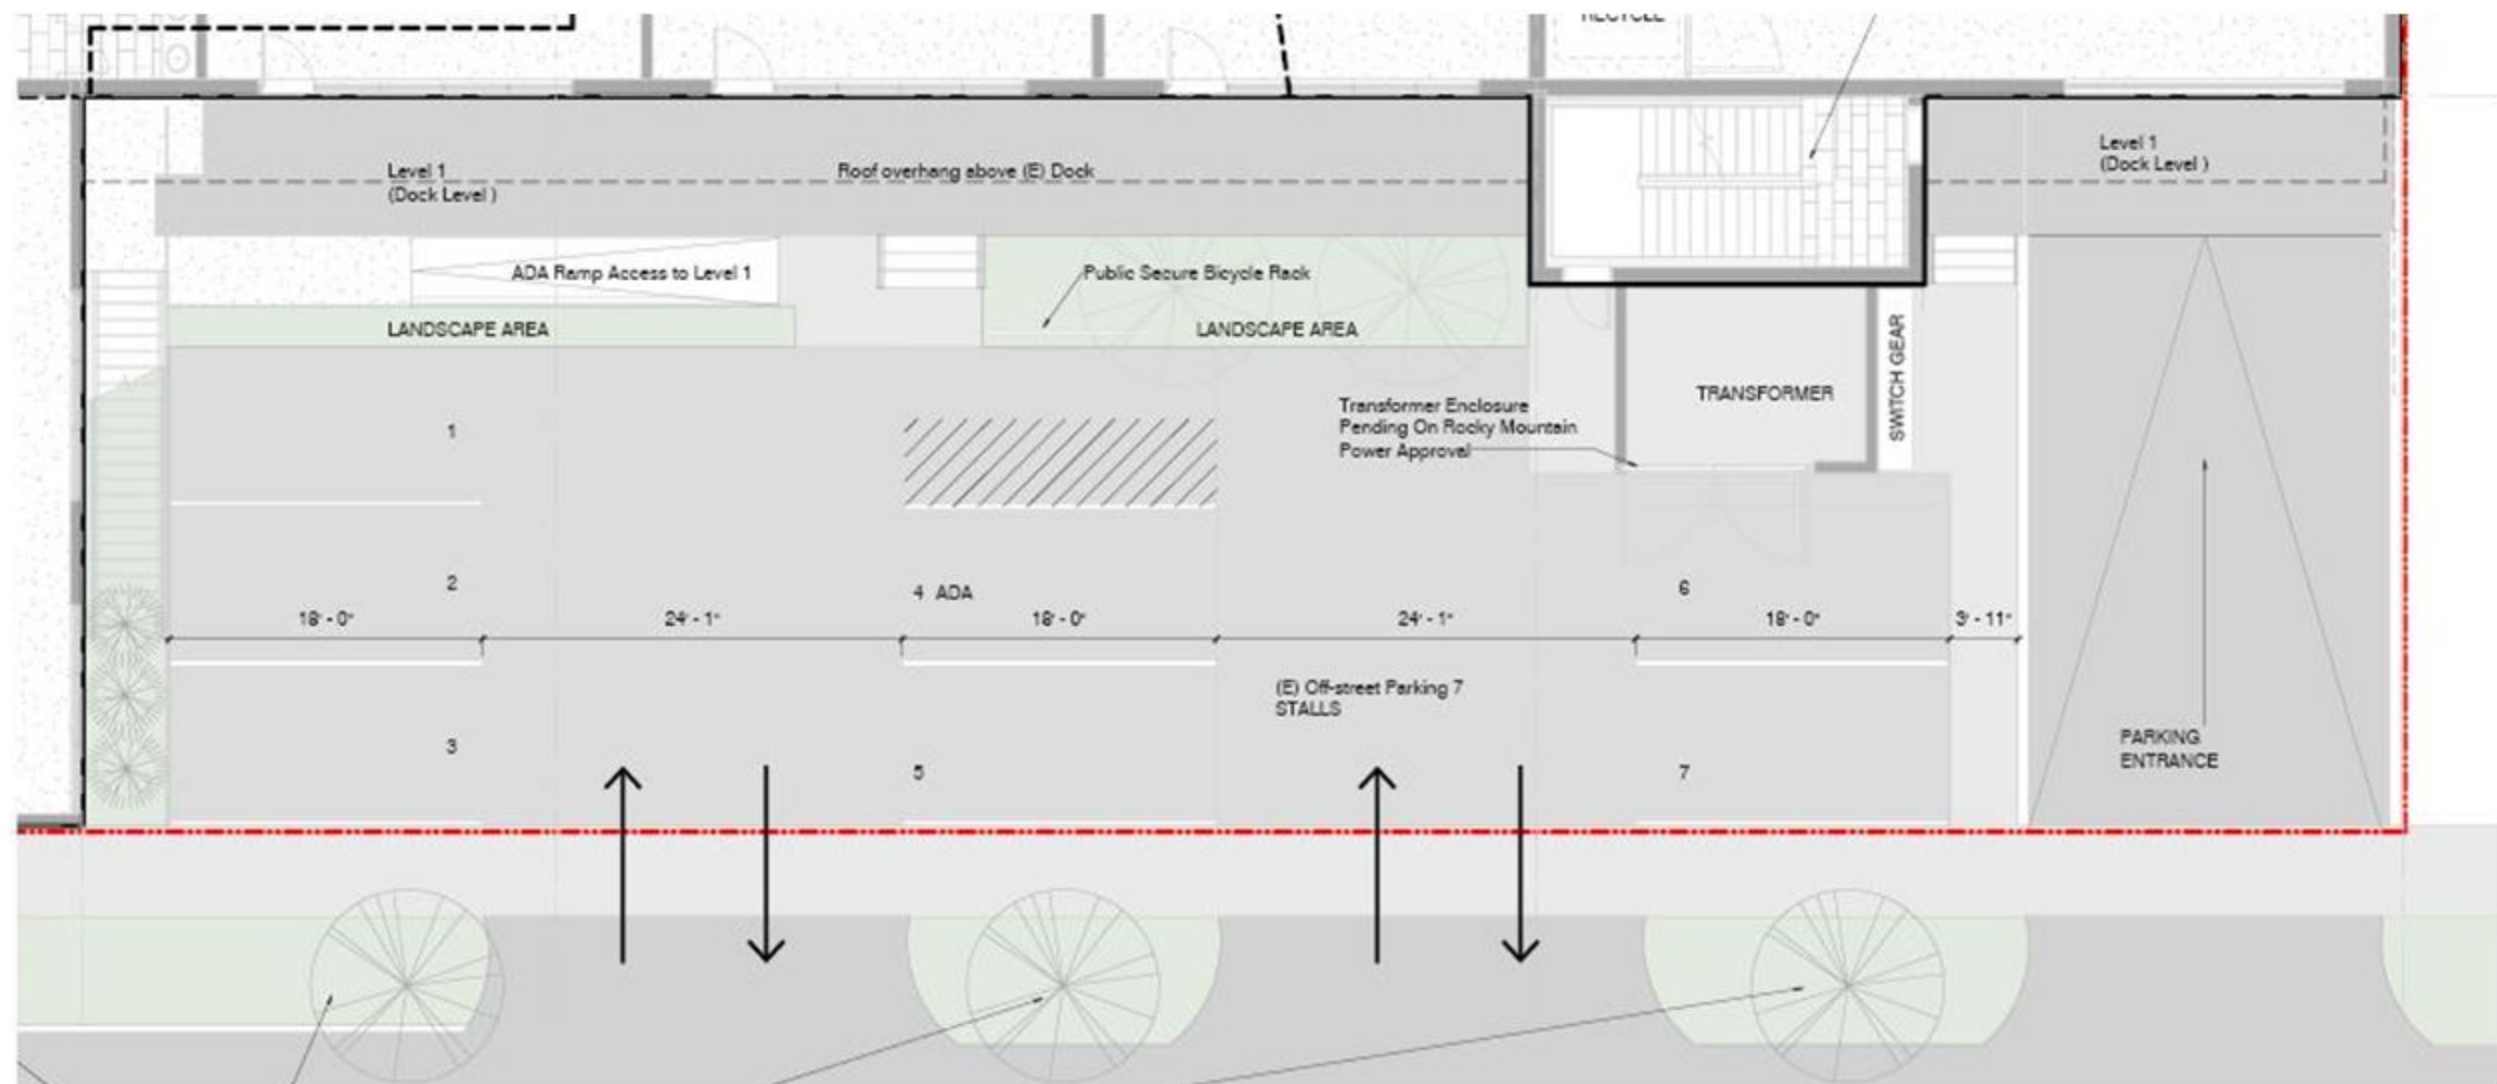 RECYCLE
Level 1
(Dock Level )
Roof overhang above (E) Dock
Level 1
(Dock Level )
ADA Ramp Access to Level 1
Public Secure Bicycle Rack
LANDSCAPE AREA
LANDSCAPE AREA
SWITCH GEAR
TRANSFORMER
Transformer Enclosure
Pending On Rocky Mountain
Power Approval
1
2
4 ADA
6
18' - 0"
24' - 1"
18' - 0"
24' - 1"
18' - 0"
3' - 11"
(E) Off-street Parking 7
STALLS
3
5
7
PARKING
ENTRANCE